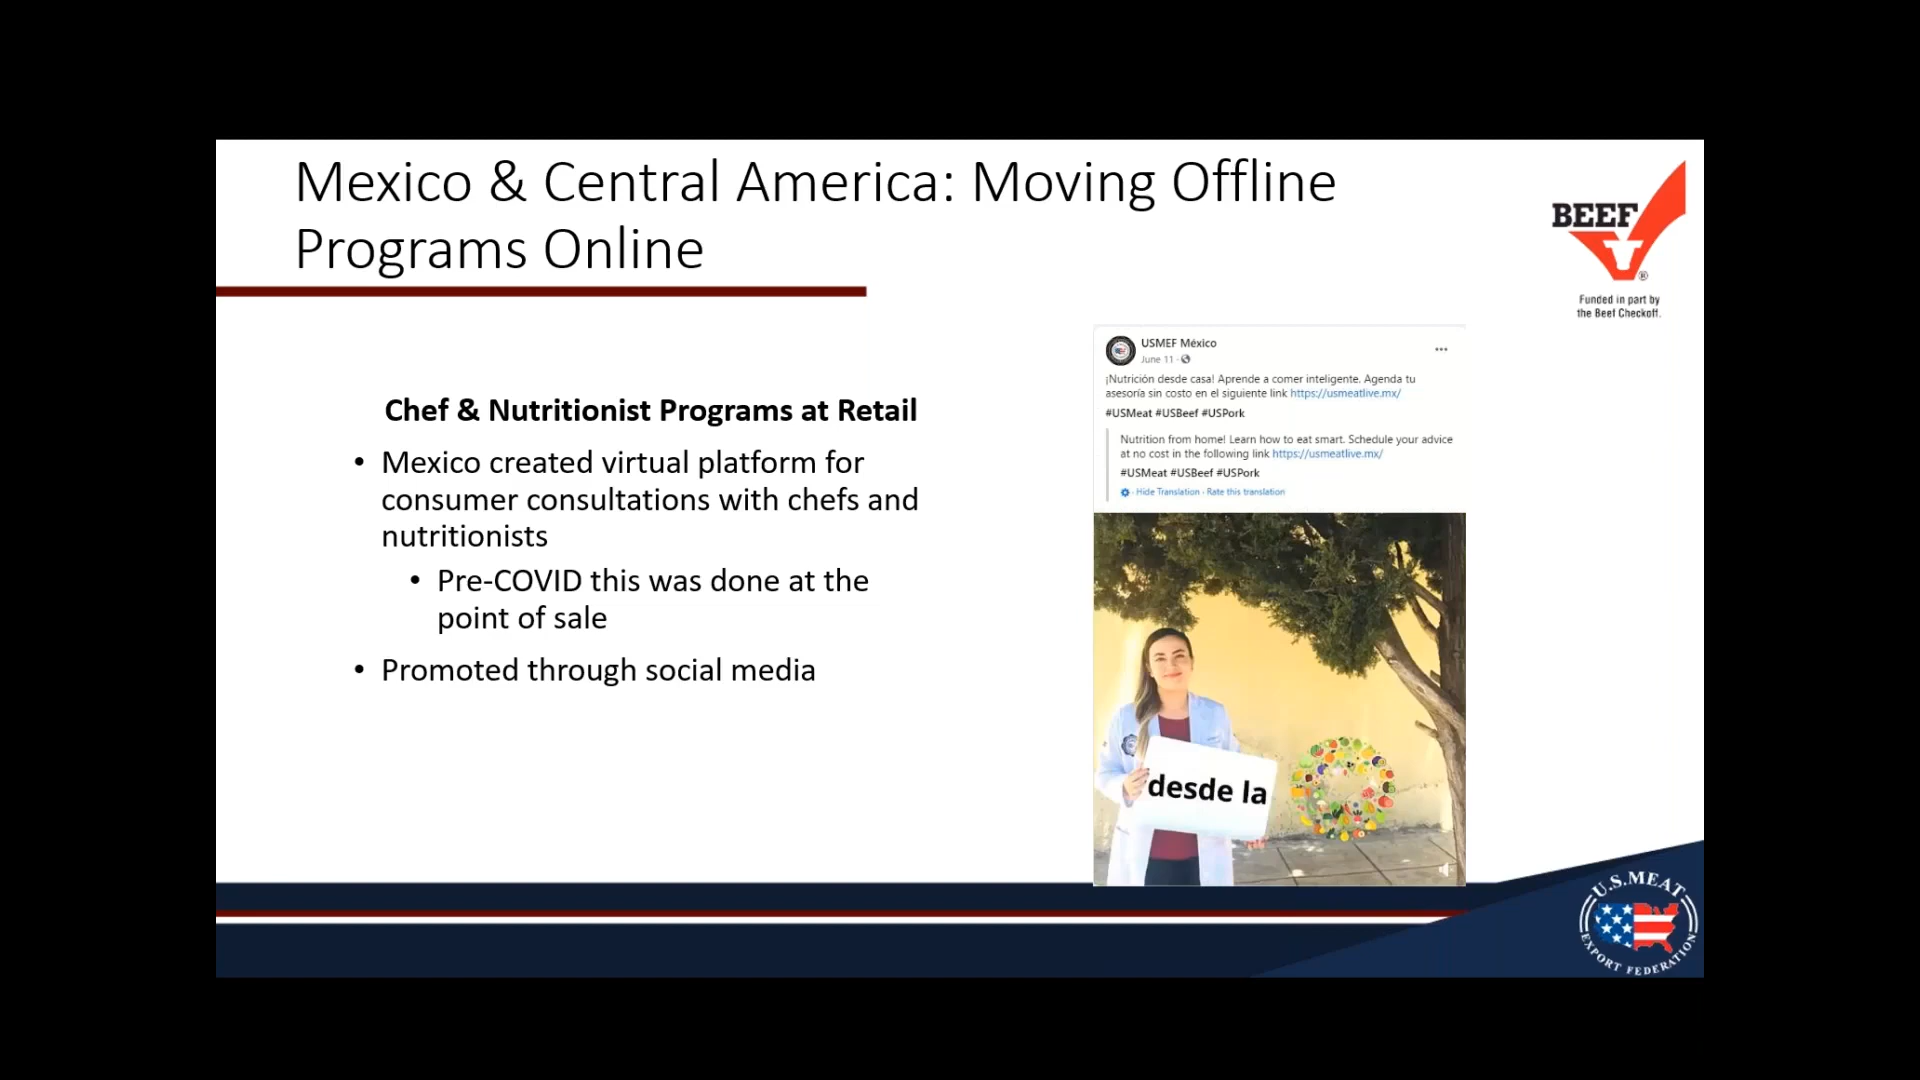 Mexico & Central America: Moving Offline
Programs Online
BEEF
®
Funded in part by
the Beef Checkoff.
Chef & Nutritionist Programs at Retail
• Mexico created virtual platform for
consumer consultations with chefs and
nutritionists
• Pre-COVID this was done at the
point of sale
• Promoted through social media
USMEF México
June 11 ·
¡Nutrición desde casa! Aprende a comer inteligente. Agenda tu
asesoría sin costo en el siguiente link https://usmeatlive.mx/
#USMeat #USBeef #USPork
Nutrition from home! Learn how to eat smart. Schedule your advice
at no cost in the following link https://usmeatlive.mx/
#USMeat #USBeef #USPork
· Hide Translation · Rate this translation
desde la
U.S. MEAT
EXPORT FEDERATION